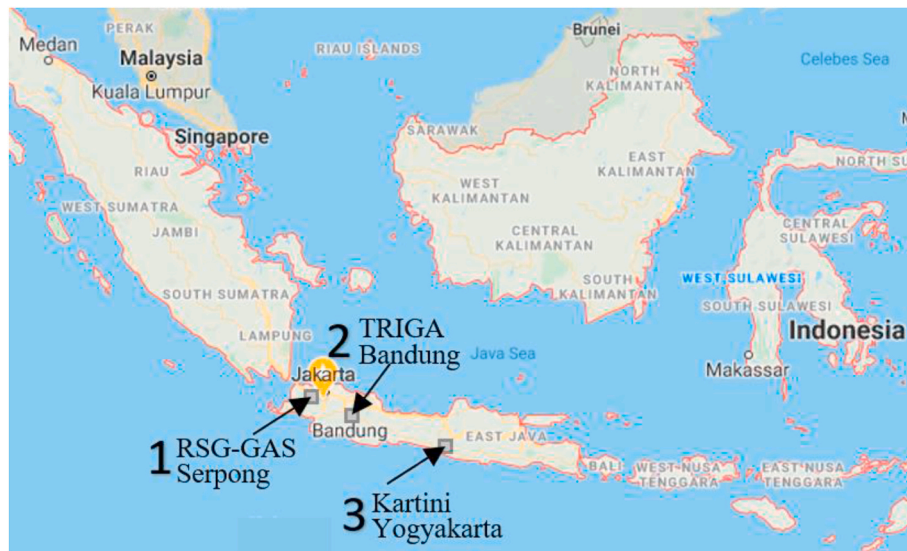 PERAK
Medan
Malaysia
Kuala Lumpur
RIAU ISLANDS
Brunei
Celebes Sea
NORTH
KALIMANTAN
Singapore
SARAWAK
RIAU
EAST
KALIMANTAN
NORTH SU
WEST
KALIMANTAN
WEST SUMATRA
JAMBI
CENTRAL
KALIMANTAN
CENTRAL
SULAWESI
SOUTH SUMATRA
SOUTH
KALIMANTAN
WEST SULAWESI
SOUTH SULAWESI
LAMPUNG
2 TRIGA
Bandung
Java Sea
Indonesia
Makassar
Jakarta
Bandung
EAST JAVA
1 RSG-GAS
Serpong
BALI
WEST NUSA
TENGGARA
EAST NUSA
TENGGARA
3 Kartini
Yogyakarta